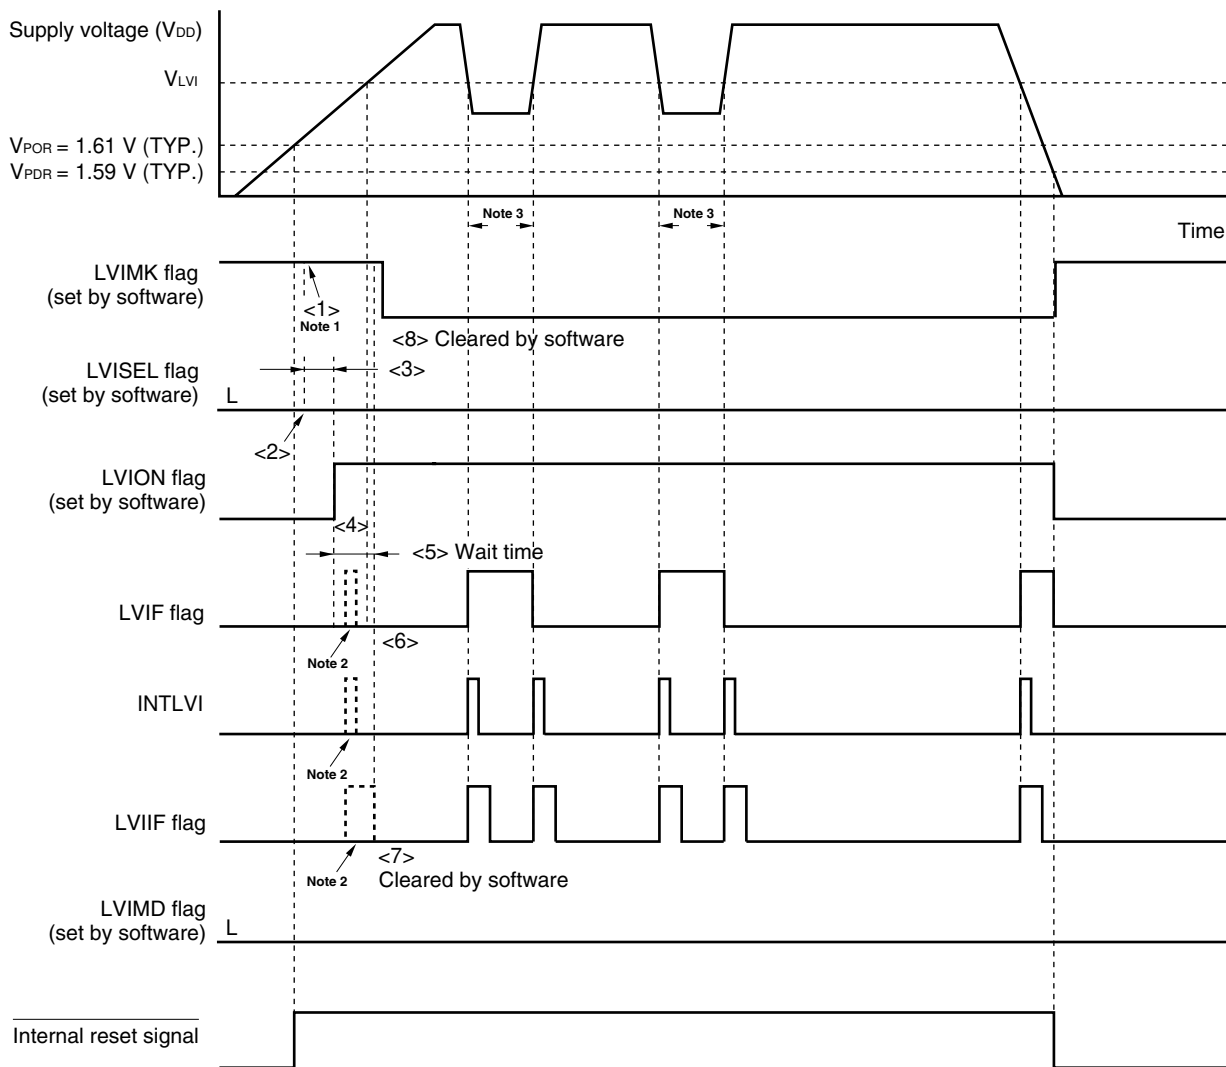 Supply voltage (VDD)
VLVI
VPOR = 1.61 V (TYP.)
VPDR = 1.59 V (TYP.)
Note 3
Note 3
Time
LVIMK flag
(set by software)
<1>
Note 1
<8> Cleared by software
LVISEL flag
(set by software)
L
<3>
<2>
LVION flag
(set by software)
<4>
<5> Wait time
LVIF flag
<6>
Note 2
INTLVI
Note 2
LVIIF flag
<7>
Note 2
Cleared by software
LVIMD flag
(set by software)
L
Internal reset signal